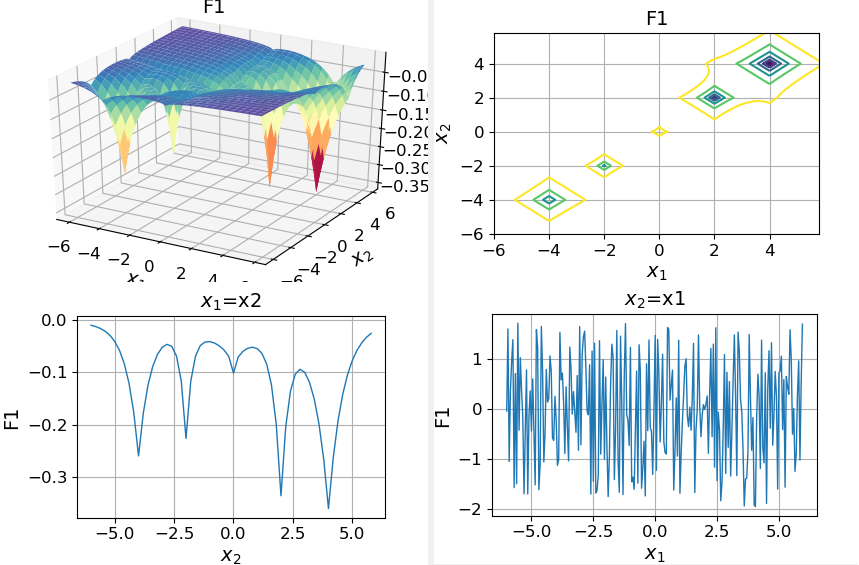 F1
−0.0
−0.10
−0.15
−0.20
−0.25
−0.30
−0.35
−6 −4 −2 0 2 4
−6 −4 −2 0 2 4 6
x₂
F1
x₂
4
2
0
−2
−4
−6
−6 −4 −2 0 2 4
x₁
x₁=x2
F1
0.0
−0.1
−0.2
−0.3
−5.0 −2.5 0.0 2.5 5.0
x₂
x₂=x1
F1
1
0
−1
−2
−5.0 −2.5 0.0 2.5 5.0
x₁